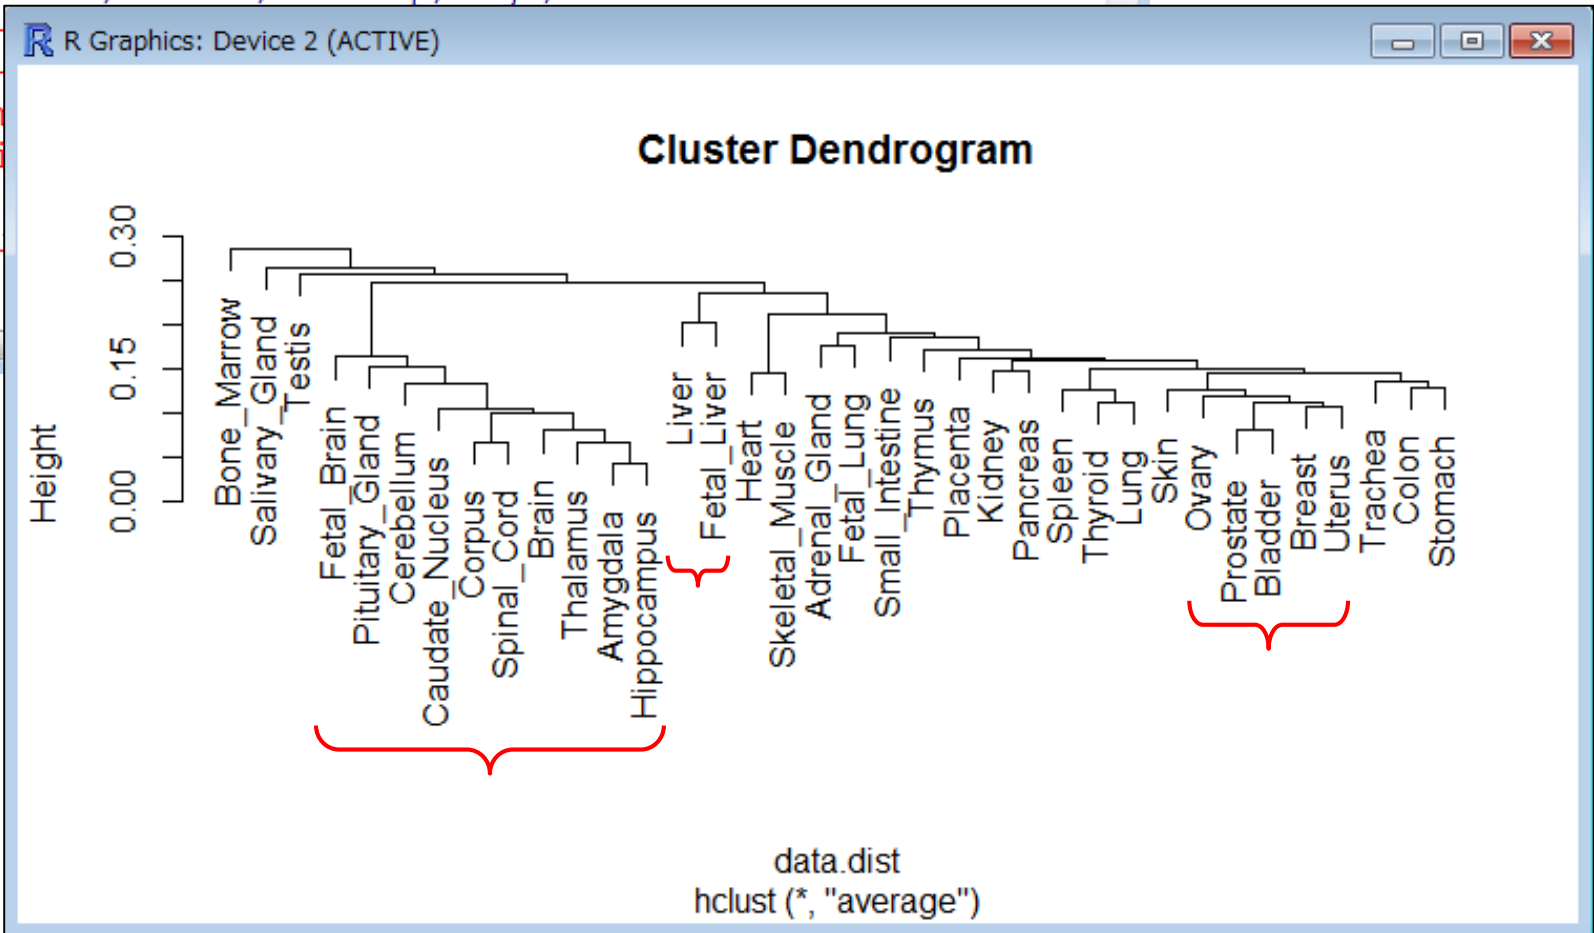 R Graphics: Device 2 (ACTIVE)
Cluster Dendrogram
Height
0.00
0.15
0.30
Bone_Marrow
Salivary_Gland
Testis
Fetal_Brain
Pituitary_Gland
Cerebellum
Caudate_Nucleus
Corpus
Spinal_Cord
Brain
Thalamus
Amygdala
Hippocampus
Liver
Fetal_Liver
Heart
Skeletal_Muscle
Adrenal_Gland
Fetal_Lung
Small_Intestine
Thymus
Placenta
Kidney
Pancreas
Spleen
Thyroid
Lung
Skin
Ovary
Prostate
Bladder
Breast
Uterus
Trachea
Colon
Stomach
data.dist
hclust (*, "average")